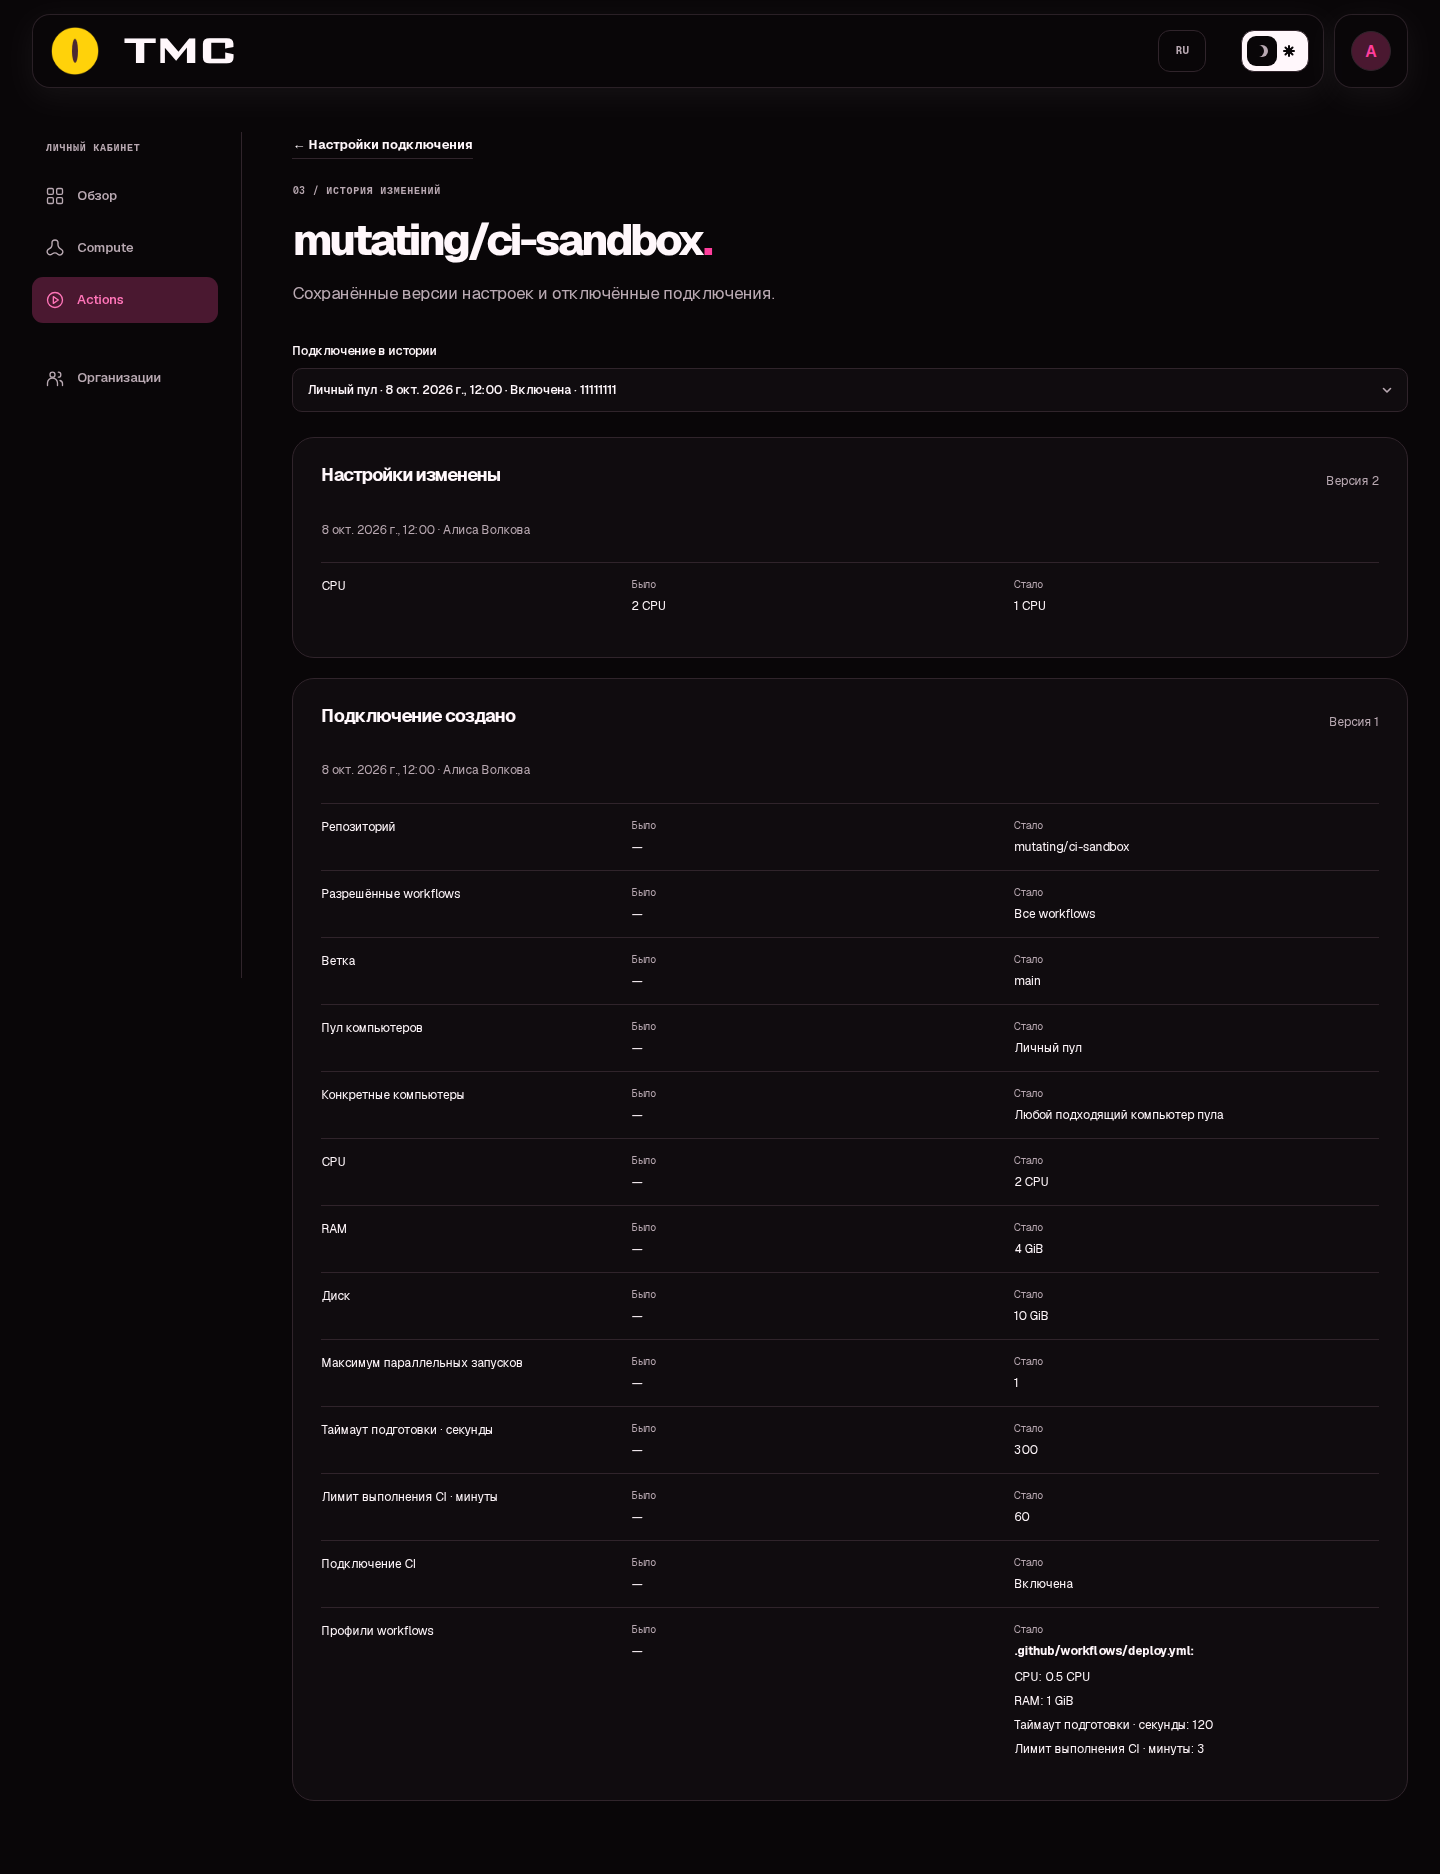 TMC
RU
A
ЛИЧНЫЙ КАБИНЕТ
Обзор
Compute
Actions
Организации
← Настройки подключения
03 / ИСТОРИЯ ИЗМЕНЕНИЙ
mutating/ci-sandbox.
Сохранённые версии настроек и отключённые подключения.
Подключение в истории
Личный пул · 8 окт. 2026 г., 12:00 · Включена · 11111111
Настройки изменены
Версия 2
8 окт. 2026 г., 12:00 · Алиса Волкова
CPU
Было
2 CPU
Стало
1 CPU
Подключение создано
Версия 1
8 окт. 2026 г., 12:00 · Алиса Волкова
Репозиторий
Было
—
Стало
mutating/ci-sandbox
Разрешённые workflows
Было
—
Стало
Все workflows
Ветка
Было
—
Стало
main
Пул компьютеров
Было
—
Стало
Личный пул
Конкретные компьютеры
Было
—
Стало
Любой подходящий компьютер пула
CPU
Было
—
Стало
2 CPU
RAM
Было
—
Стало
4 GiB
Диск
Было
—
Стало
10 GiB
Максимум параллельных запусков
Было
—
Стало
1
Таймаут подготовки · секунды
Было
—
Стало
300
Лимит выполнения CI · минуты
Было
—
Стало
60
Подключение CI
Было
—
Стало
Включена
Профили workflows
Было
—
Стало
.github/workflows/deploy.yml:
CPU: 0.5 CPU
RAM: 1 GiB
Таймаут подготовки · секунды: 120
Лимит выполнения CI · минуты: 3